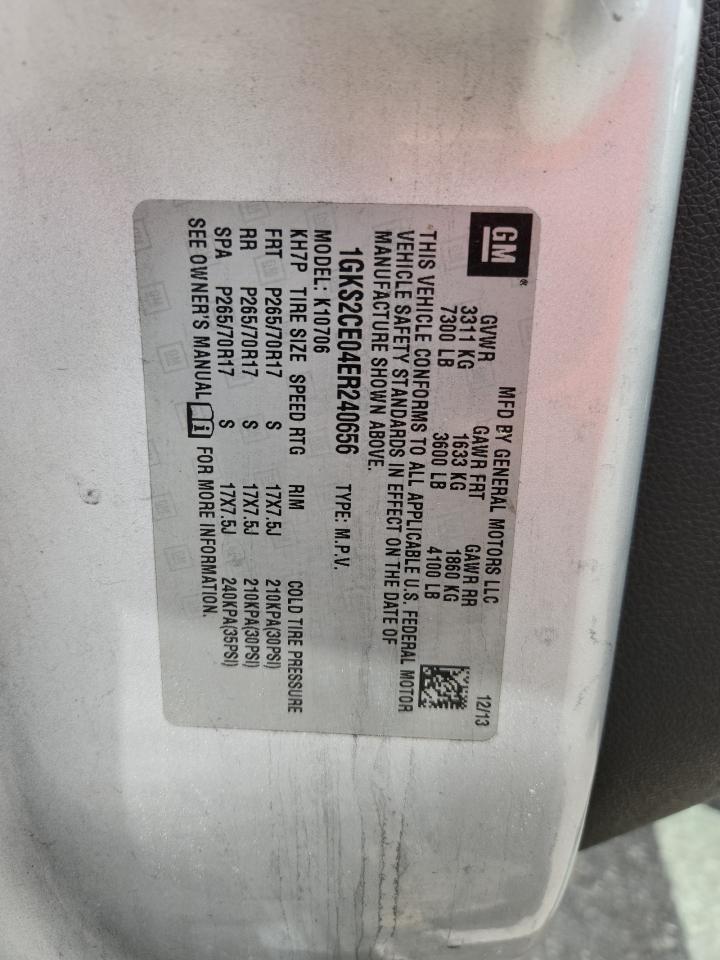 GM®
MFD BY GENERAL MOTORS LLC 12/13
GVWR GAWR FRT GAWR RR
3311 KG 1633 KG 1860 KG
7300 LB 3600 LB 4100 LB
THIS VEHICLE CONFORMS TO ALL APPLICABLE U.S. FEDERAL MOTOR
VEHICLE SAFETY STANDARDS IN EFFECT ON THE DATE OF
MANUFACTURE SHOWN ABOVE.
1GKS2CE04ER240656 TYPE: M.P.V.
MODEL: K10706
KH7P TIRE SIZE SPEED RTG RIM COLD TIRE PRESSURE
FRT P265/70R17 S 17X7.5J 210KPA(30PSI)
RR P265/70R17 S 17X7.5J 210KPA(30PSI)
SPA P265/70R17 S 17X7.5J 240KPA(35PSI)
SEE OWNER'S MANUAL i FOR MORE INFORMATION.